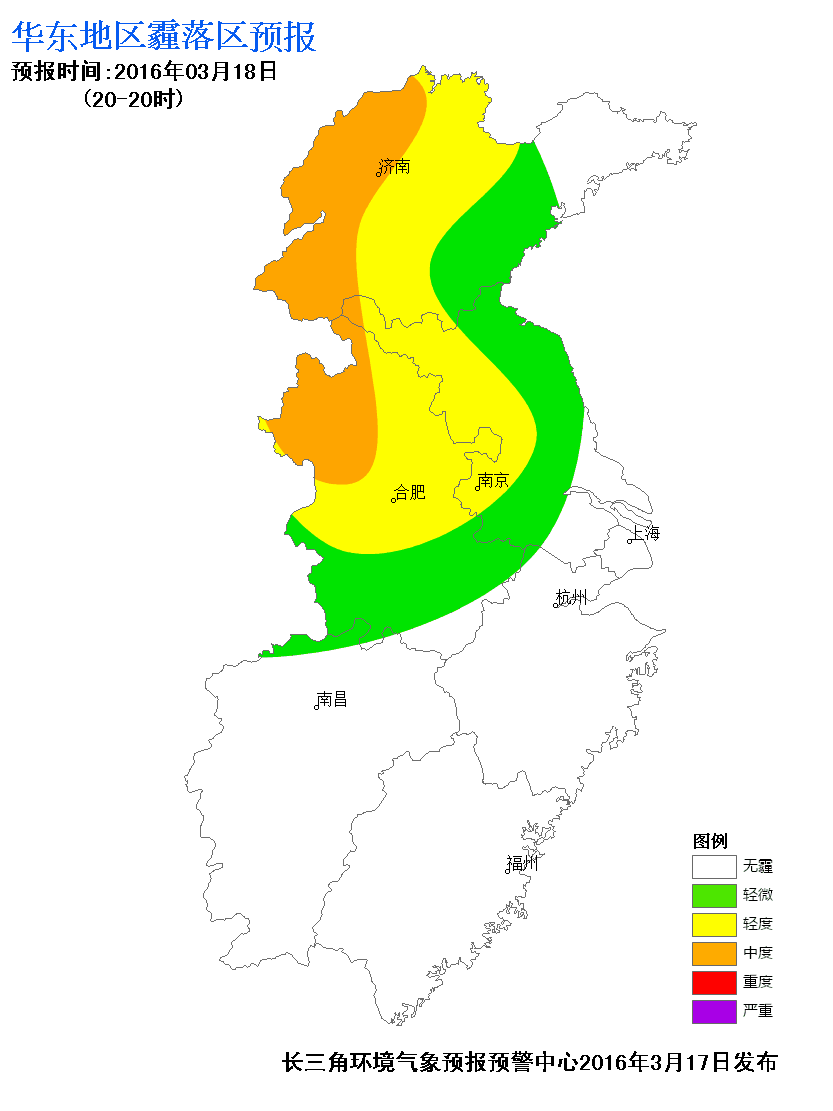 华东地区霾落区预报
预报时间:2016年03月18日
(20-20时)
济南
合肥
南京
上海
杭州
南昌
福州
图例
无霾
轻微
轻度
中度
重度
严重
长三角环境气象预报预警中心2016年3月17日发布